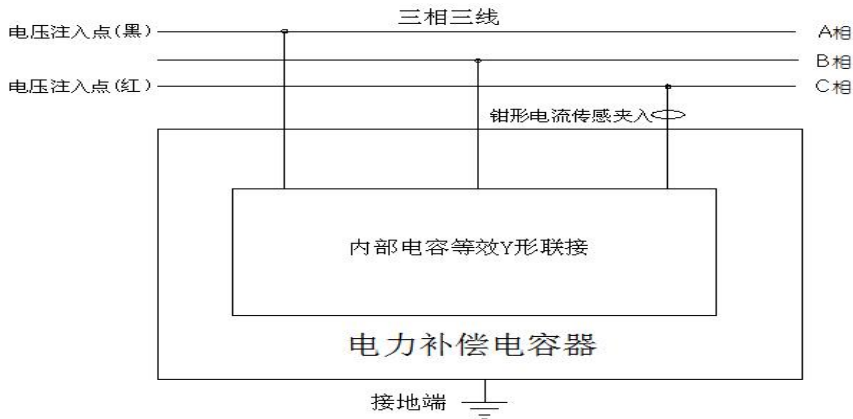 三相三线
电压注入点(黑)
A相
B相
电压注入点(红)
C相
钳形电流传感夹入
内部电容等效Y形联接
电力补偿电容器
接地端